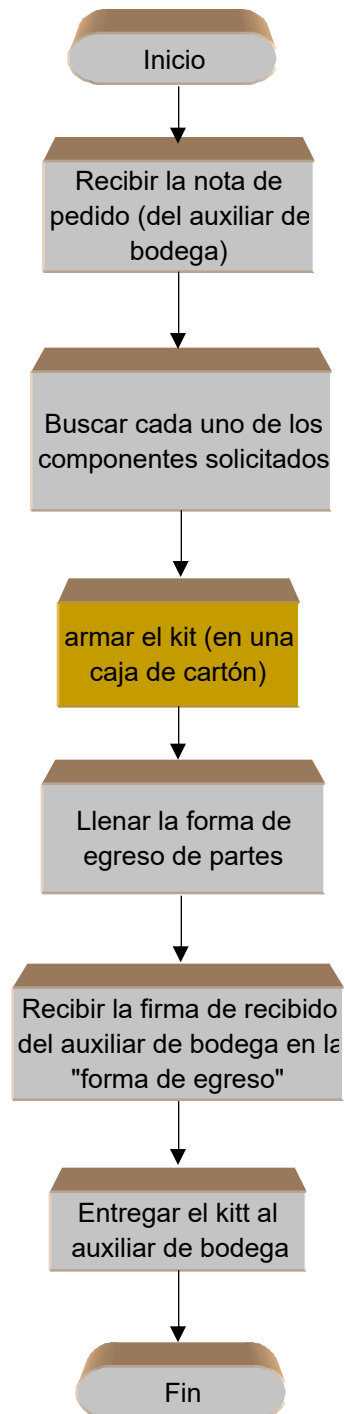 Inicio
Recibir la nota de
pedido (del auxiliar de
bodega)
Buscar cada uno de los
componentes solicitados
armar el kit (en una
caja de cartón)
Llenar la forma de
egreso de partes
Recibir la firma de recibido
del auxiliar de bodega en la
"forma de egreso"
Entregar el kitt al
auxiliar de bodega
Fin